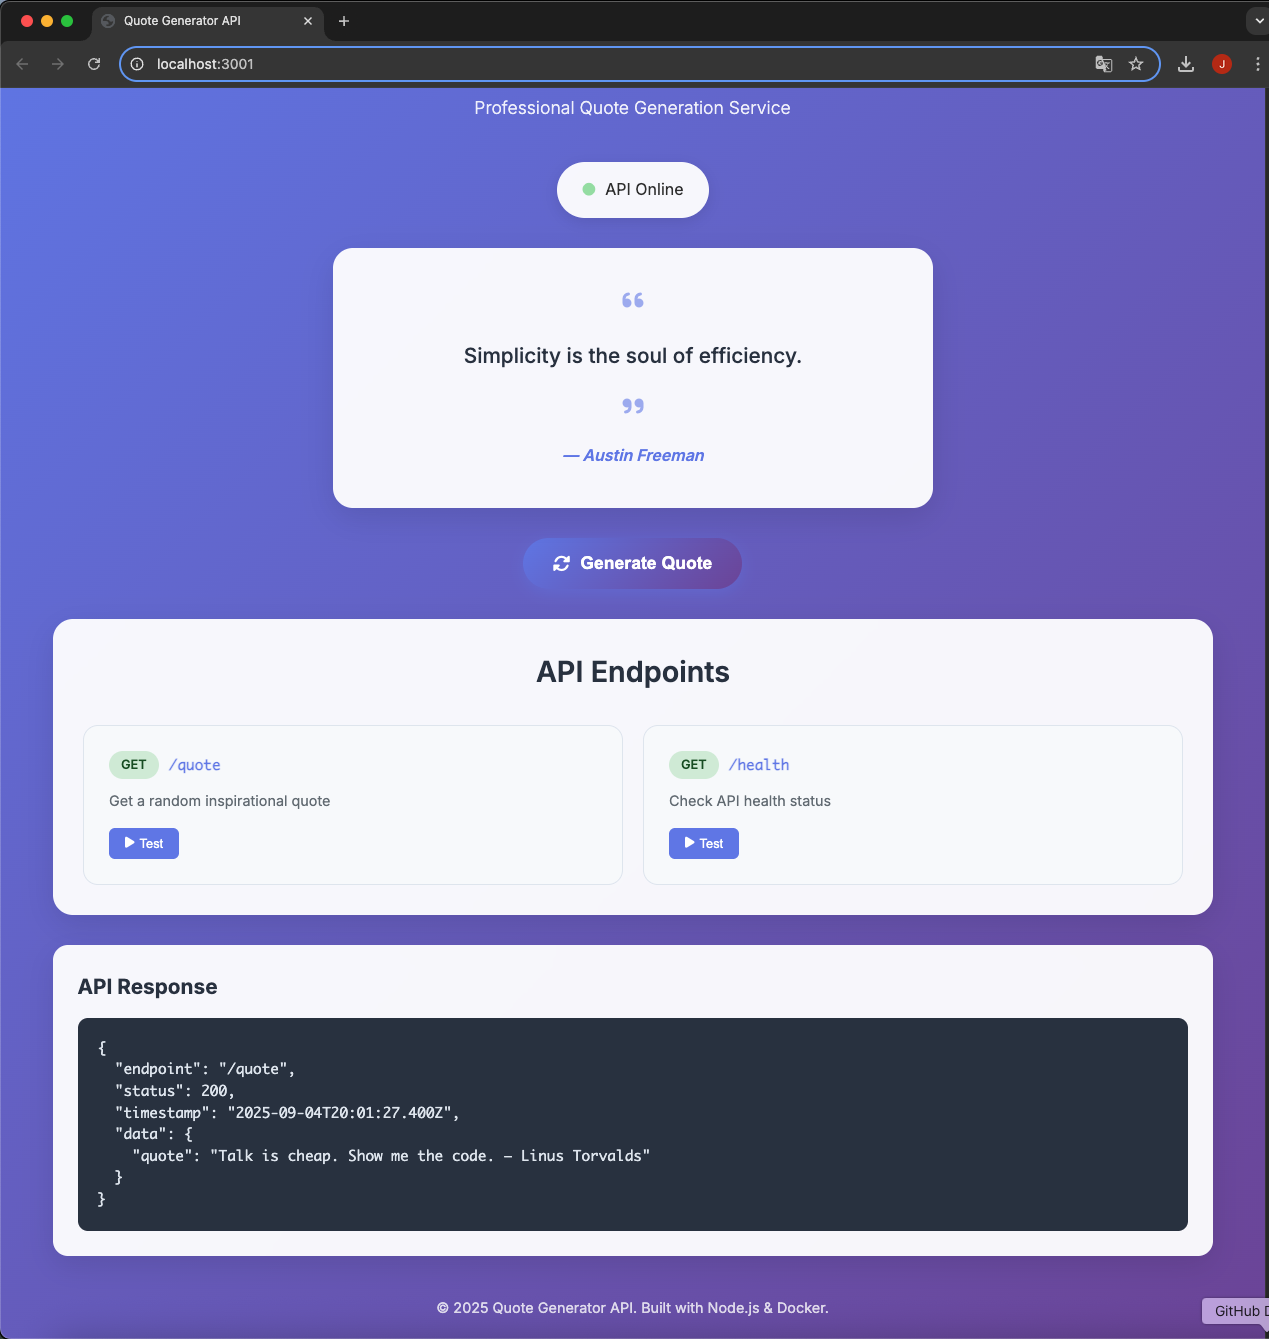 Quote Generator API
localhost:3001
J
Professional Quote Generation Service
API Online
“
Simplicity is the soul of efficiency.
”
— Austin Freeman
Generate Quote
API Endpoints
GET /quote
Get a random inspirational quote
Test
GET /health
Check API health status
Test
API Response
{
"endpoint": "/quote",
"status": 200,
"timestamp": "2025-09-04T20:01:27.400Z",
"data": {
"quote": "Talk is cheap. Show me the code. – Linus Torvalds"
}
}
© 2025 Quote Generator API. Built with Node.js & Docker.
GitHub